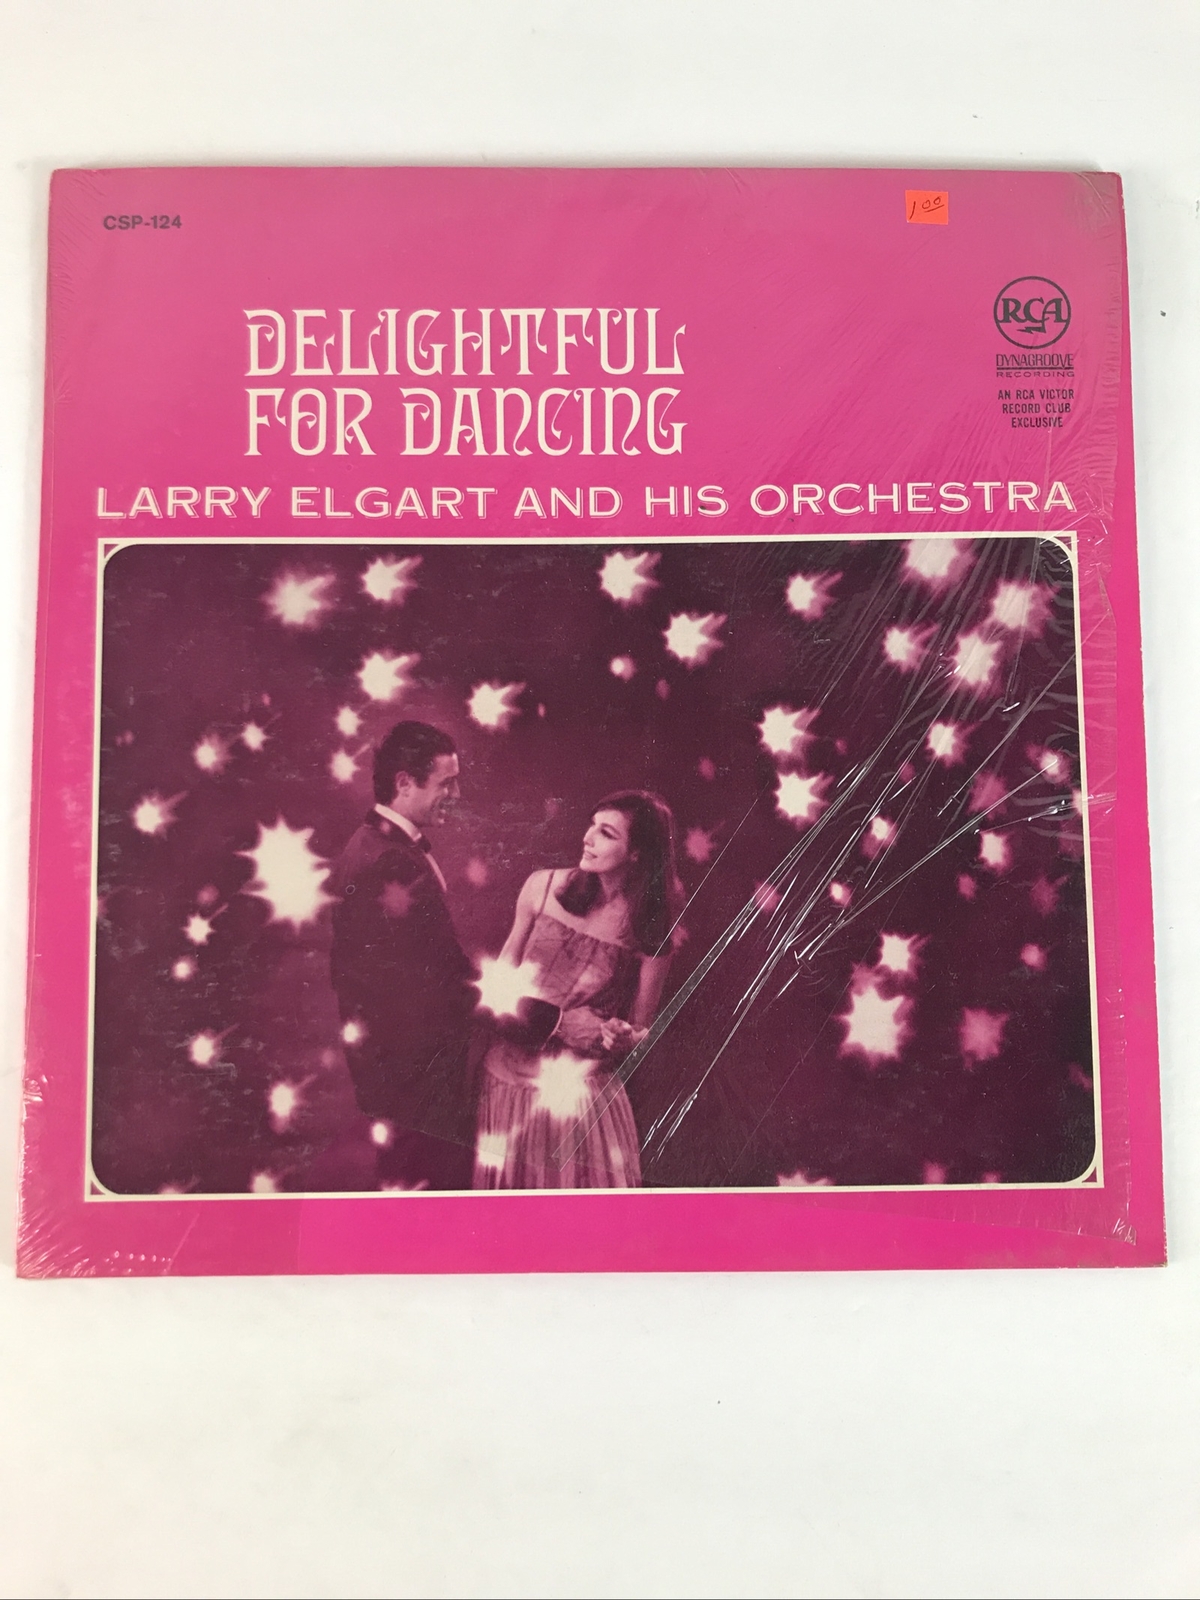 CSP-124
1.00
DELIGHTFUL
FOR DANCING
LARRY ELGART AND HIS ORCHESTRA
RCA
DYNAGROOVE
RECORDING
AN RCA VICTOR
RECORD CLUB
EXCLUSIVE